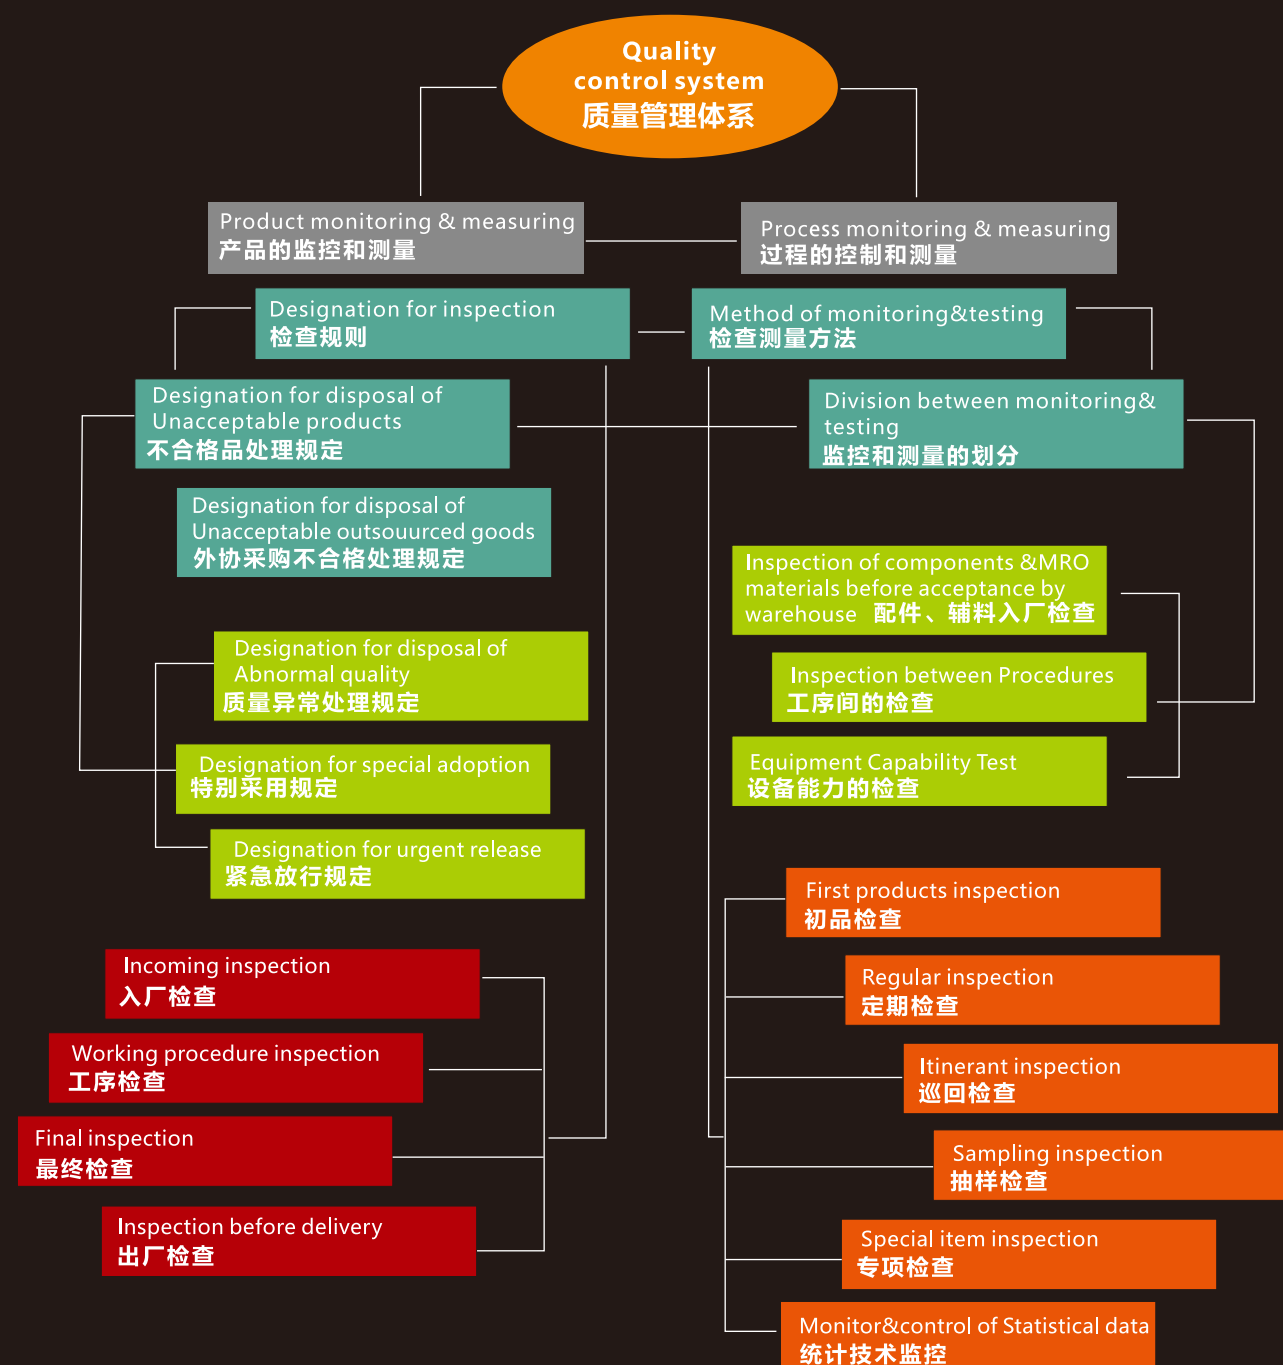 Quality
control system
质量管理体系
Product monitoring & measuring
产品的监控和测量
Process monitoring & measuring
过程的控制和测量
Designation for inspection
检查规则
Method of monitoring&testing
检查测量方法
Designation for disposal of
Unacceptable products
不合格品处理规定
Division between monitoring&
testing
监控和测量的划分
Designation for disposal of
Unacceptable outsouurced goods
外协采购不合格处理规定
Inspection of components &MRO
materials before acceptance by
warehouse 配件、辅料入厂检查
Designation for disposal of
Abnormal quality
质量异常处理规定
Inspection between Procedures
工序间的检查
Designation for special adoption
特别采用规定
Equipment Capability Test
设备能力的检查
Designation for urgent release
紧急放行规定
First products inspection
初品检查
Incoming inspection
入厂检查
Regular inspection
定期检查
Working procedure inspection
工序检查
Itinerant inspection
巡回检查
Final inspection
最终检查
Sampling inspection
抽样检查
Inspection before delivery
出厂检查
Special item inspection
专项检查
Monitor&control of Statistical data
统计技术监控